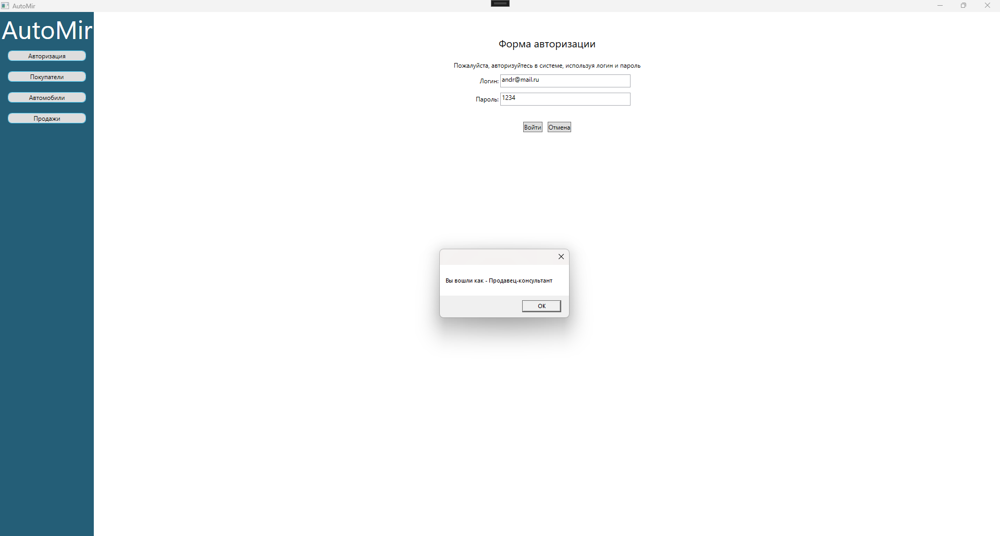 AutoMir
AutoMir
Авторизация
Покупатели
Автомобили
Продажи
Форма авторизации
Пожалуйста, авторизуйтесь в системе, используя логин и пароль
Логин: andr@mail.ru
Пароль: 1234
Войти Отмена
Вы вошли как - Продавец-консультант
OK